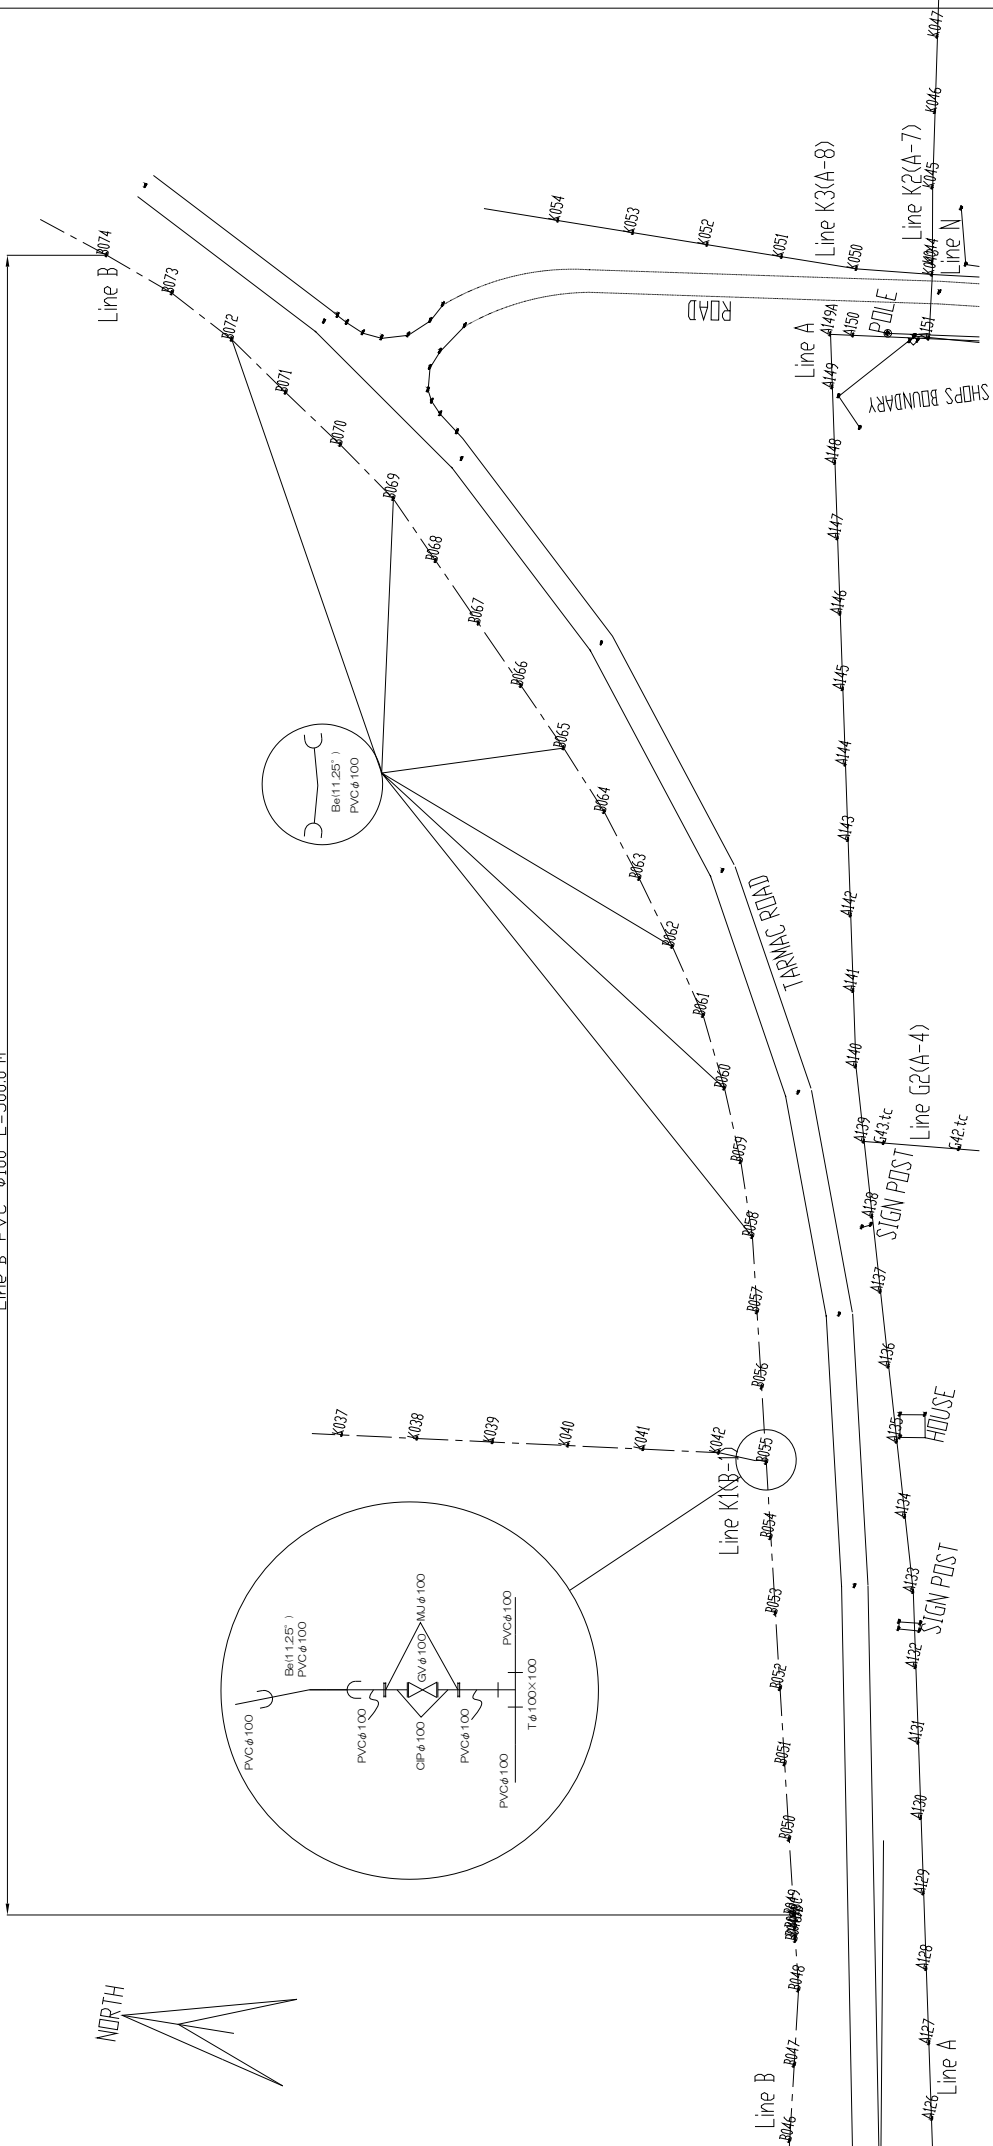 Line B PVC Φ100 L=500.0 M
NORTH
Line B
B074
B073
B072
B071
B070
B069
B068
B067
B066
B065
B064
B063
B062
B061
B060
B059
B058
B057
B056
B055
B054
B053
B052
B051
B050
B049
B048
B047
B046
Line B
Be(11.25°)
PVCφ100
K037
K038
K039
K040
K041
K042
Line K1(B-1)
PVCφ100
Be(11.25°)
PVCφ100
PVCφ100
CIPφ100
GVφ100
MJφ100
PVCφ100
PVCφ100
Tφ100×100
PVCφ100
TARMAC ROAD
ROAD
K054
K053
K052
K051
K050
Line K3(A-8)
K047
K046
K045
Line K2(A-7)
Line N
Line A
A149A
A150
POLE
A151
SHOPS BOUNDARY
A149
A148
A147
A146
A145
A144
A143
A142
A141
A140
A139
G43.tc
G42.tc
Line G2(A-4)
A138
SIGN POST
A137
A136
A135
HOUSE
A134
A133
SIGN POST
A132
A131
A130
A129
A128
A127
A126
Line A